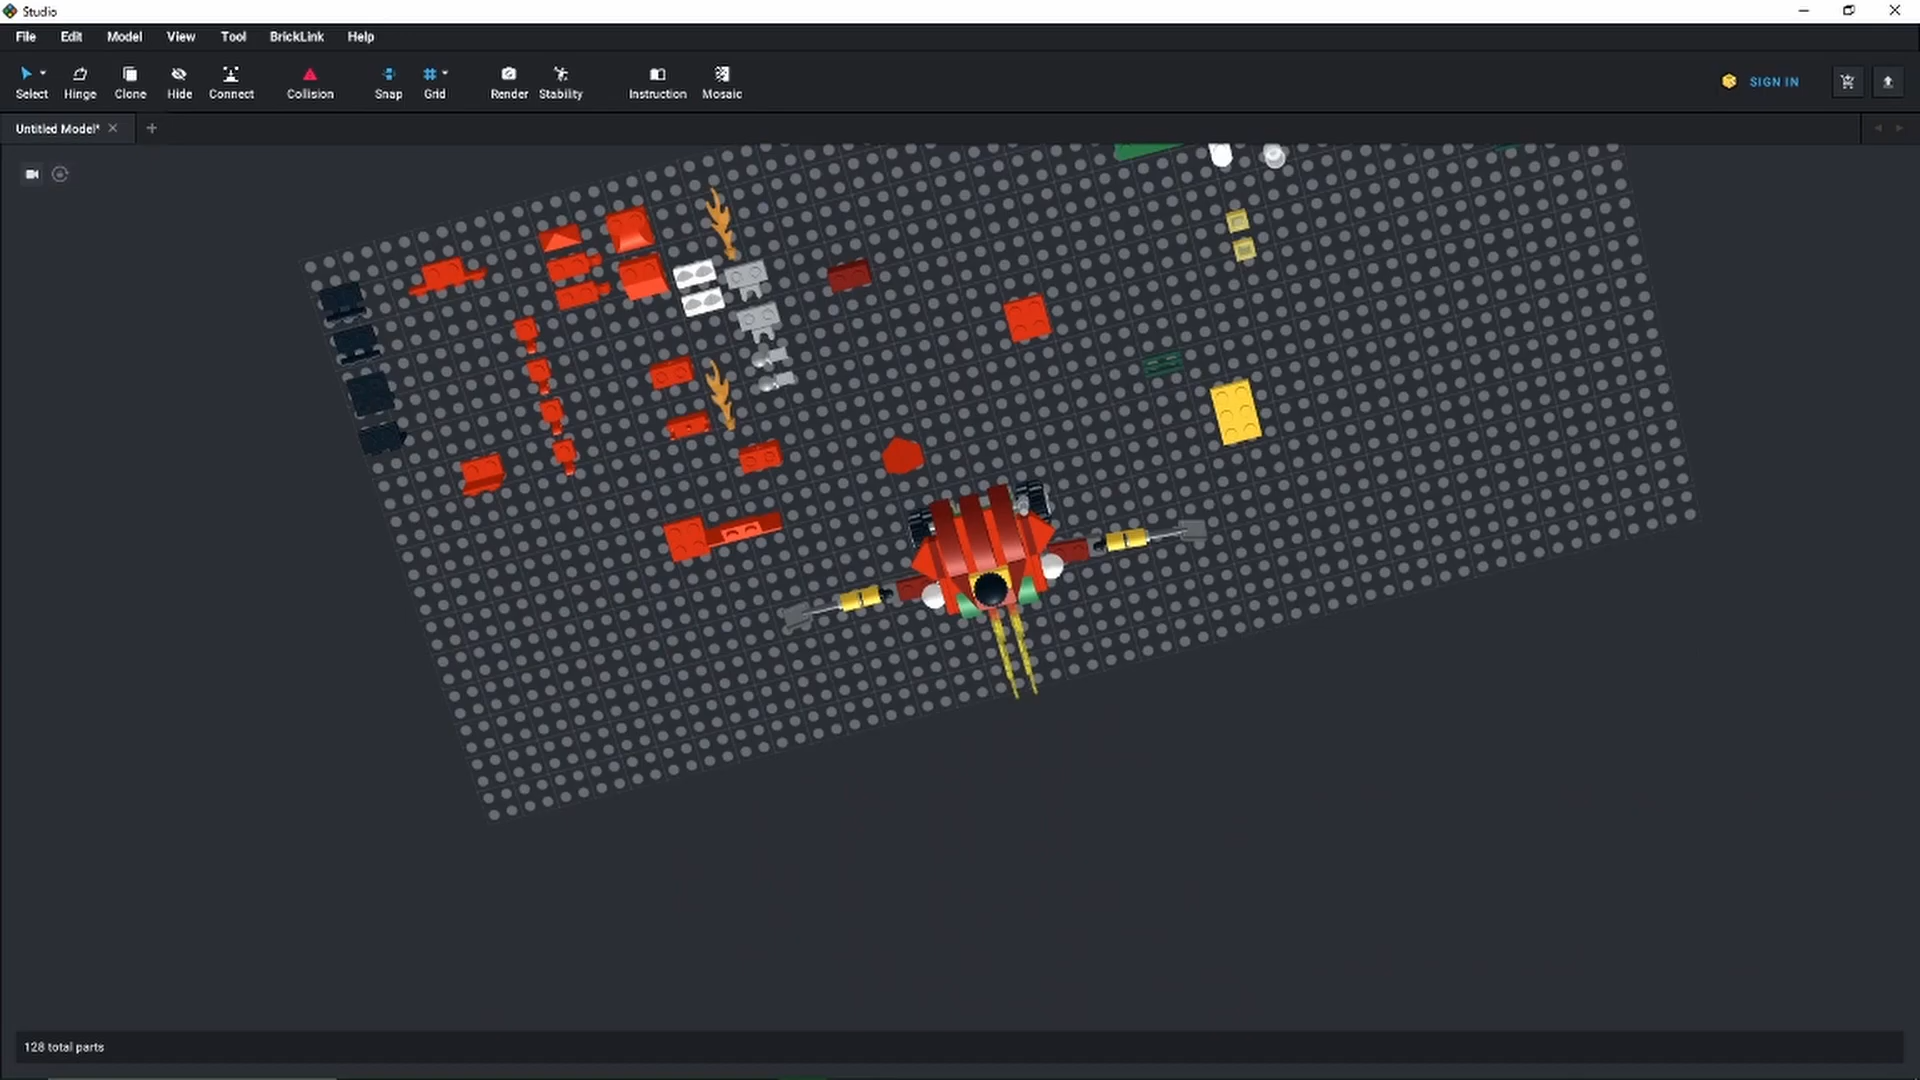 Studio
File Edit Model View Tool BrickLink Help
Select Hinge Clone Hide Connect Collision Snap Grid Render Stability Instruction Mosaic SIGN IN
Untitled Model*
128 total parts